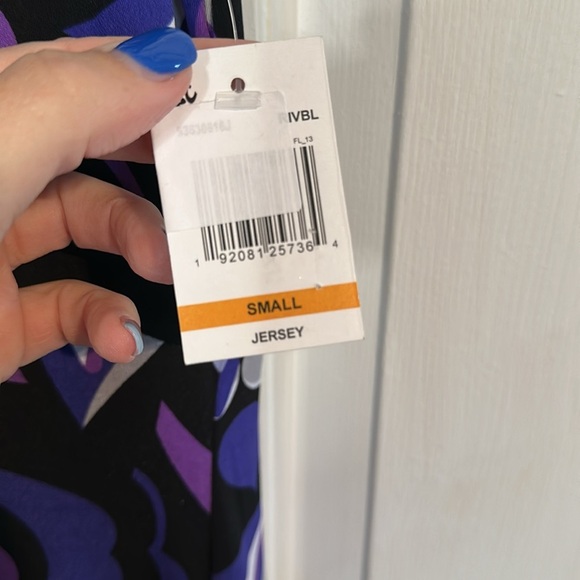 IVBL
FL_13
1 92081 25736 4
SMALL
JERSEY